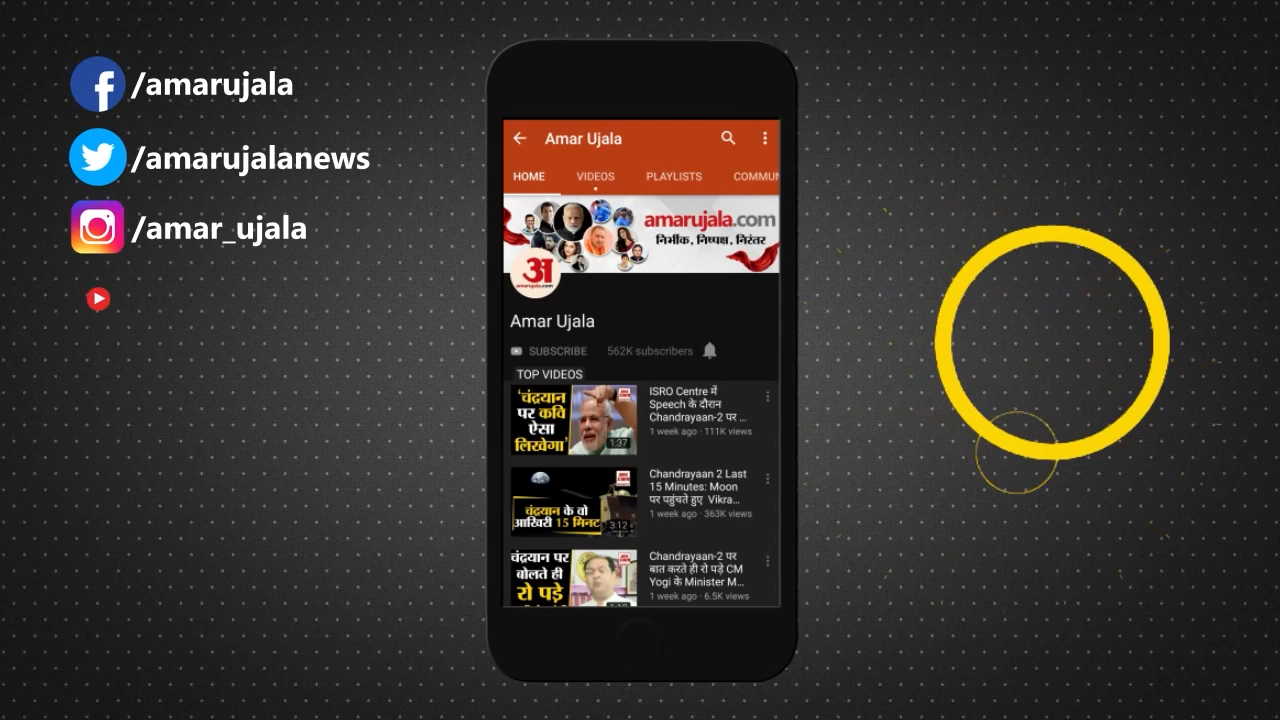 /amarujala
/amarujalanews
/amar_ujala
Amar Ujala
HOME VIDEOS PLAYLISTS COMMUN
amarujala.com
निर्भीक, निष्पक्ष, निरंतर
अ
amarujala.com
Amar Ujala
SUBSCRIBE 562K subscribers
TOP VIDEOS
'चंद्रयान
पर कवि
ऐसा
लिखेगा'
1:37
ISRO Centre में
Speech के दौरान
Chandrayaan-2 पर ...
1 week ago · 111K views
चंद्रयान के वो
आखिरी 15 मिनट
3:12
Chandrayaan 2 Last
15 Minutes: Moon
पर पहुंचते हुए Vikra...
1 week ago · 363K views
चंद्रयान पर
बोलते ही
रो पड़े
Chandrayaan-2 पर
बात करते ही रो पड़े CM
Yogi के Minister M...
1 week ago · 6.5K views